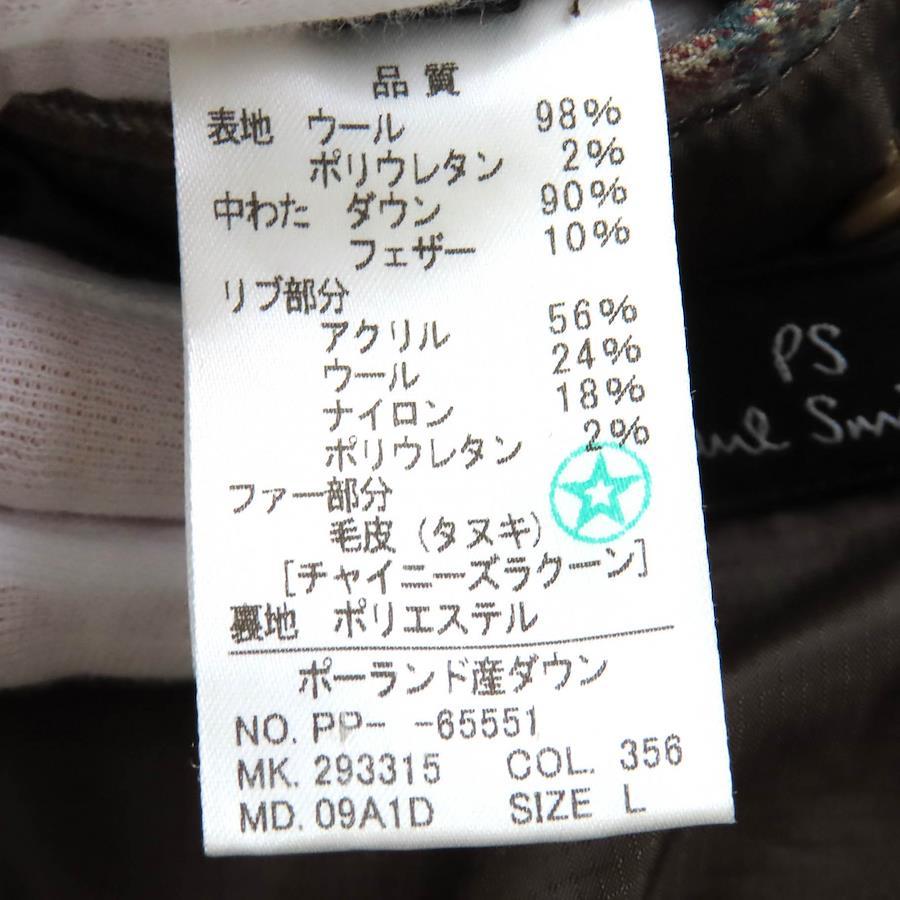 品質
表地 ウール 98%
ポリウレタン 2%
中わた ダウン 90%
フェザー 10%
リブ部分
アクリル 56%
ウール 24%
ナイロン 18%
ポリウレタン 2%
ファー部分
毛皮 (タヌキ)
[チャイニーズラクーン]
裏地 ポリエステル
ポーランド産ダウン
NO. PP- -65551
MK. 293315 COL. 356
MD. 09A1D SIZE L
PS